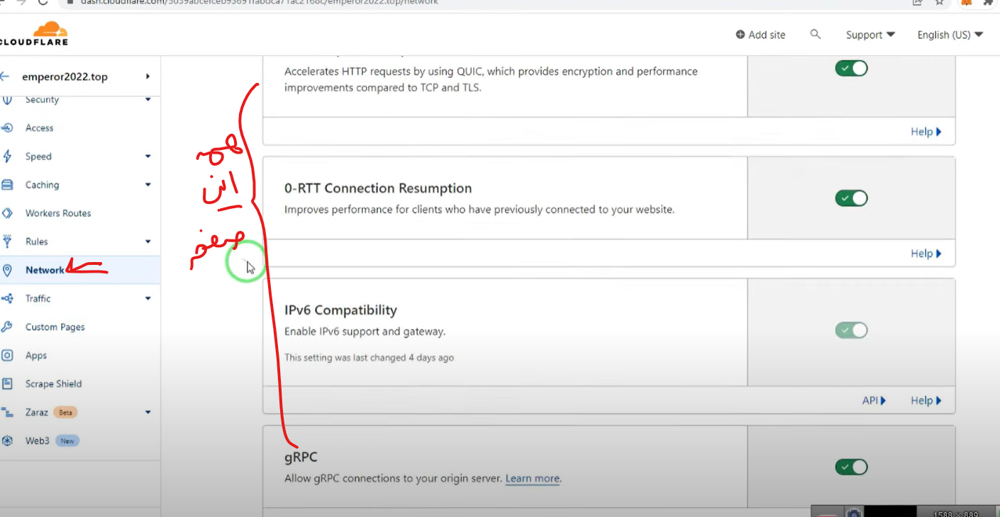 dash.cloudflare.com/5059abcefceb93691fabdca71ac2168c/emperor2022.top/network
CLOUDFLARE
Add site
Support
English (US)
emperor2022.top
Security
Access
Speed
Caching
Workers Routes
Rules
Network
Traffic
Custom Pages
Apps
Scrape Shield
Zaraz Beta
Web3 New
Accelerates HTTP requests by using QUIC, which provides encryption and performance
improvements compared to TCP and TLS.
Help
0-RTT Connection Resumption
Improves performance for clients who have previously connected to your website.
Help
IPv6 Compatibility
Enable IPv6 support and gateway.
This setting was last changed 4 days ago
API
Help
gRPC
Allow gRPC connections to your origin server. Learn more.
1588 × 889